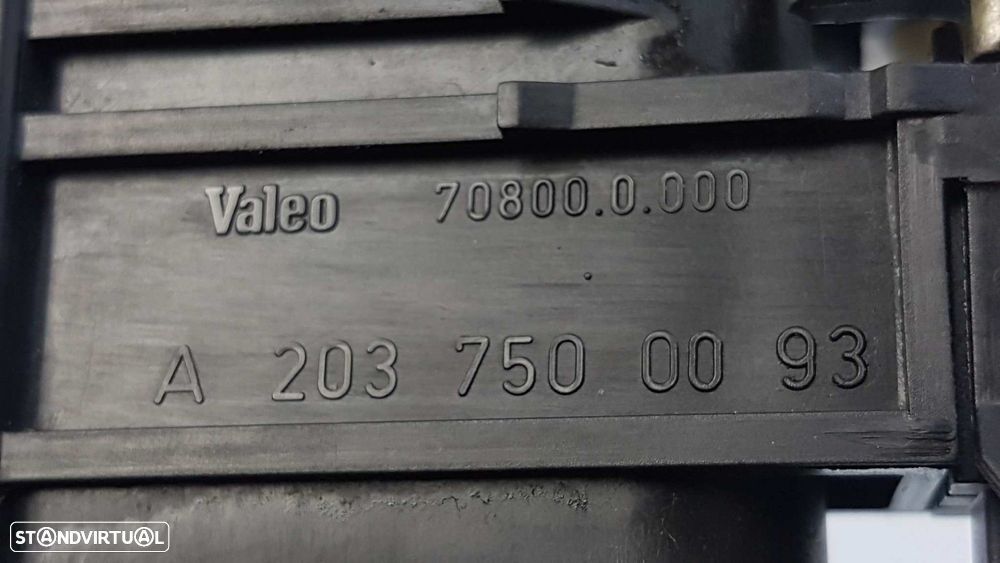 Valeo 70800.0.000
A 203 750 00 93
STANDVIRTUAL